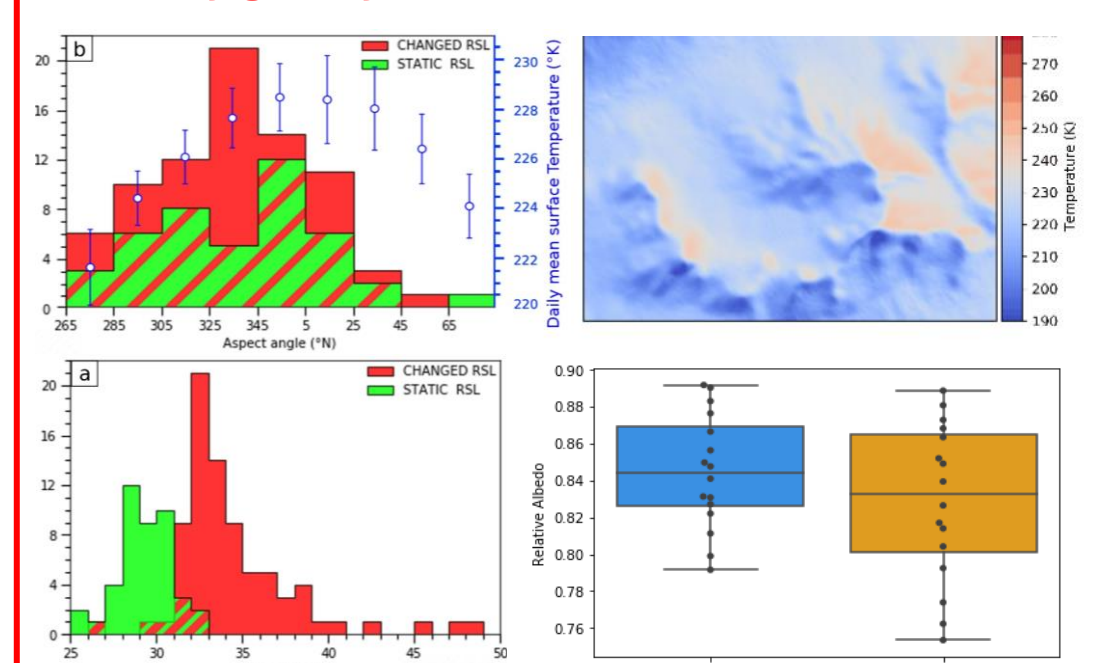 b
CHANGED RSL
STATIC RSL
20
16
12
8
4
0
265 285 305 325 345 5 25 45 65
Aspect angle (°N)
230
228
226
224
222
220
Daily mean surface Temperature (°K)
270
260
250
240
230
220
210
200
190
Temperature (K)
a
CHANGED RSL
STATIC RSL
20
16
12
8
4
0
25 30 35 40 45 50
0.90
0.88
0.86
0.84
0.82
0.80
0.78
0.76
Relative Albedo